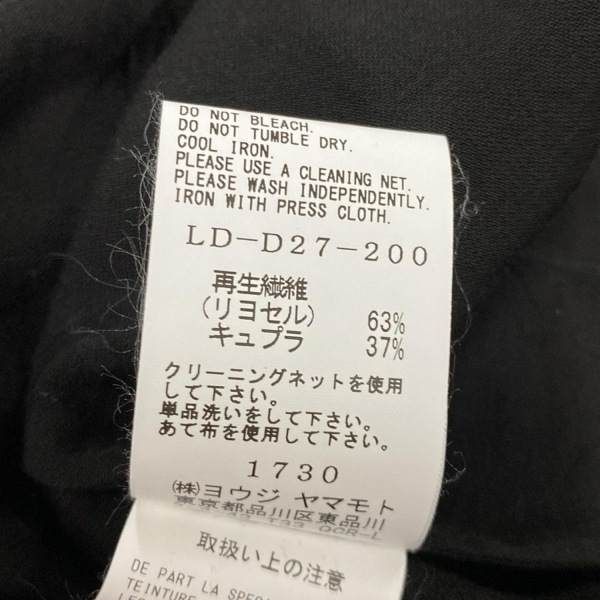 DO NOT BLEACH.
DO NOT TUMBLE DRY.
COOL IRON.
PLEASE USE A CLEANING NET.
PLEASE WASH INDEPENDENTLY.
IRON WITH PRESS CLOTH.
LD-D27-200
再生繊維
(リヨセル) 63%
キュプラ 37%
クリーニングネットを使用
して下さい。
単品洗いをして下さい。
あて布を使用して下さい。
1730
㈱ヨウジ ヤマモト
東京都品川区東品川
QCR-L
取扱い上の注意
DE PART LA
TEINTURE